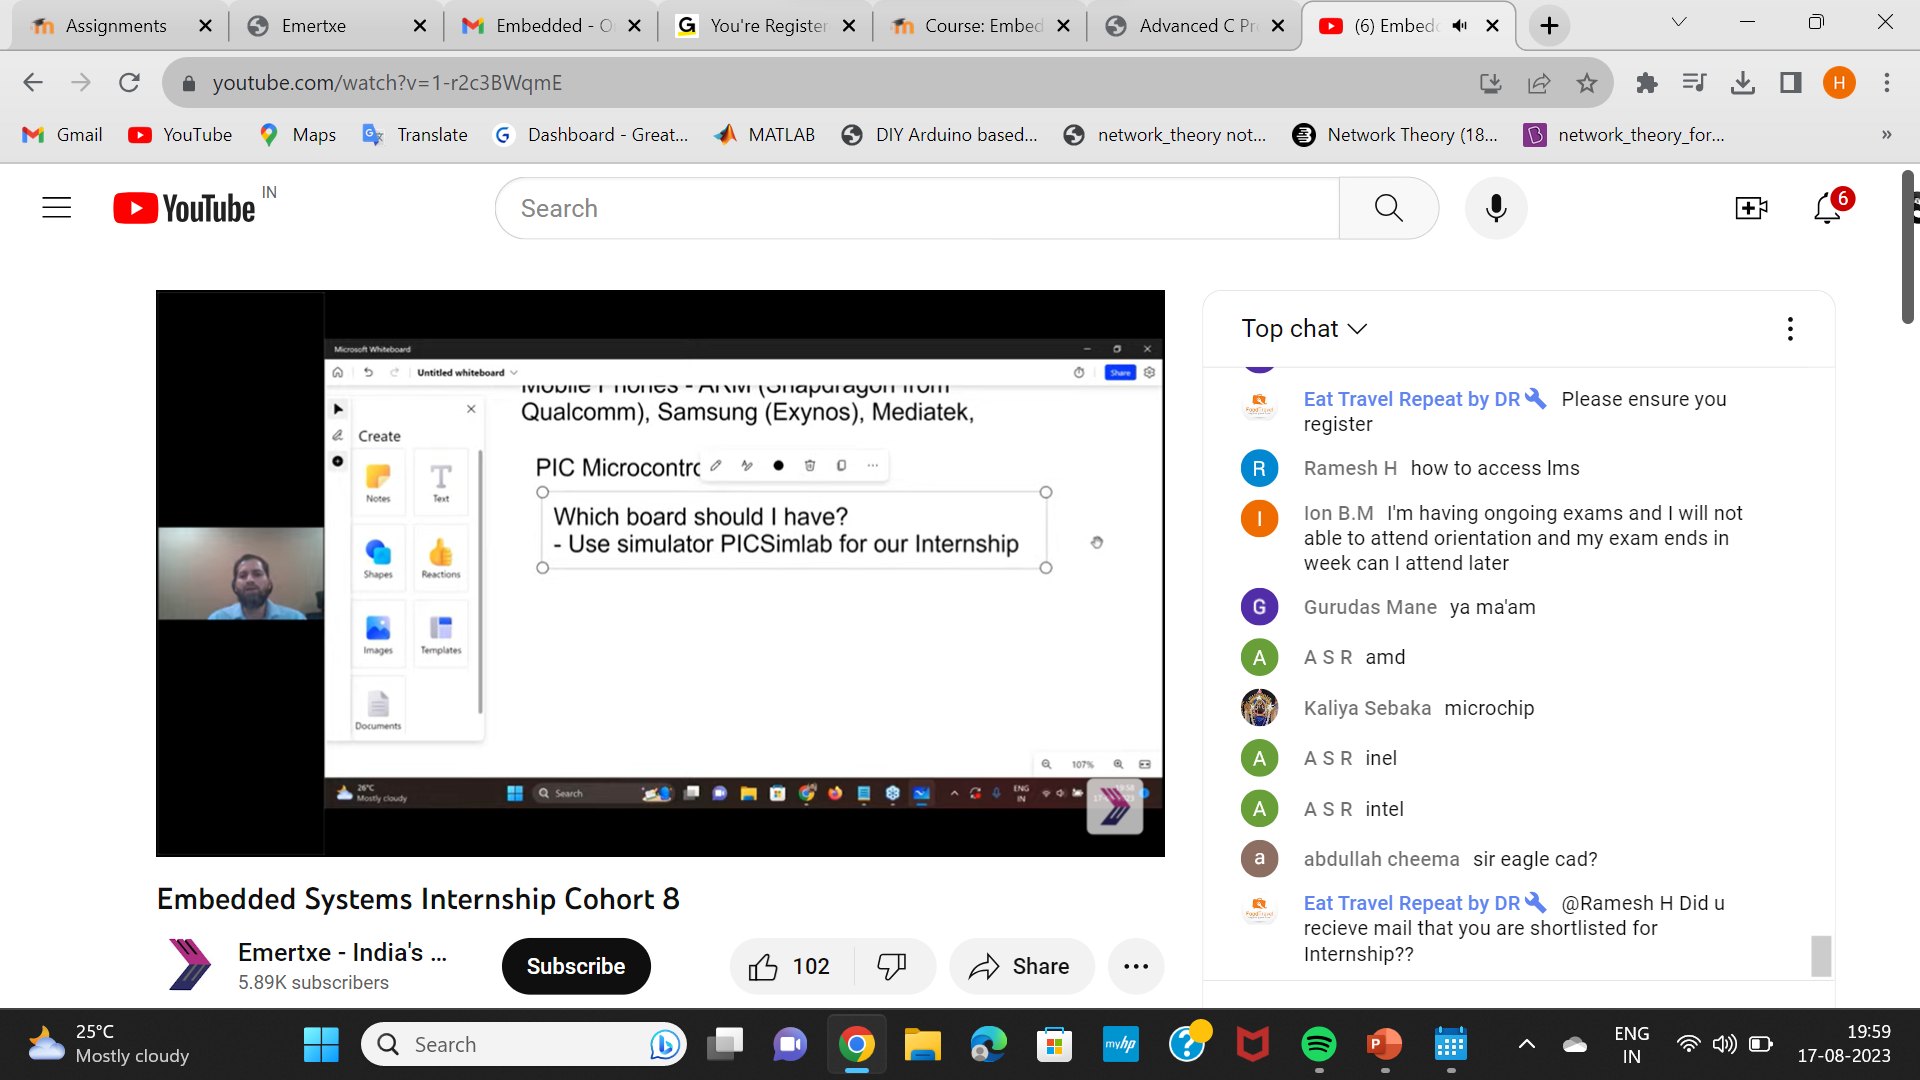 Assignments
Emertxe
Embedded - O
You're Register
Course: Embed
Advanced C Pr
(6) Embed
youtube.com/watch?v=1-r2c3BWqmE
H
Gmail
YouTube
Maps
Translate
Dashboard - Great...
MATLAB
DIY Arduino based...
network_theory not...
Network Theory (18...
network_theory_for...
»
YouTube IN
Search
6
Microsoft Whiteboard
Untitled whiteboard
Share
Mobile Phones - ARM (Snapdragon from
Qualcomm), Samsung (Exynos), Mediatek,
Create
PIC Microcontro
Notes
Text
Which board should I have?
- Use simulator PICSimlab for our Internship
Shapes
Reactions
Images
Templates
Documents
107%
26°C
Mostly cloudy
Search
ENG
IN
Top chat
Eat Travel Repeat by DR Please ensure you
register
R Ramesh H how to access lms
I Ion B.M I'm having ongoing exams and I will not
able to attend orientation and my exam ends in
week can I attend later
G Gurudas Mane ya ma'am
A A S R amd
Kaliya Sebaka microchip
A A S R inel
A A S R intel
a abdullah cheema sir eagle cad?
Eat Travel Repeat by DR @Ramesh H Did u
recieve mail that you are shortlisted for
Internship??
Embedded Systems Internship Cohort 8
Emertxe - India's ...
5.89K subscribers
Subscribe
102
Share
25°C
Mostly cloudy
Search
myhp
ENG
IN
19:59
17-08-2023